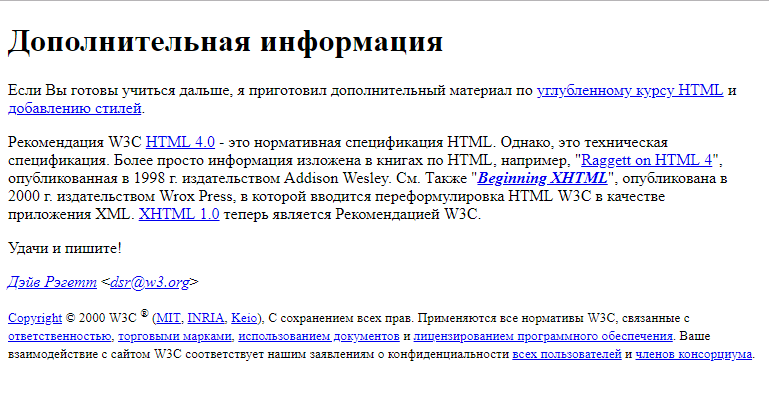 Дополнительная информация
Если Вы готовы учиться дальше, я приготовил дополнительный материал по углубленному курсу HTML и
добавлению стилей.
Рекомендация W3C HTML 4.0 - это нормативная спецификация HTML. Однако, это техническая
спецификация. Более просто информация изложена в книгах по HTML, например, "Raggett on HTML 4",
опубликованная в 1998 г. издательством Addison Wesley. См. Также "Beginning XHTML", опубликована в
2000 г. издательством Wrox Press, в которой вводится переформулировка HTML W3C в качестве
приложения XML. XHTML 1.0 теперь является Рекомендацией W3C.
Удачи и пишите!
Дэйв Рэгетт <dsr@w3.org>
Copyright © 2000 W3C ® (MIT, INRIA, Keio), С сохранением всех прав. Применяются все нормативы W3C, связанные с
ответственностью, торговыми марками, использованием документов и лицензированием программного обеспечения. Ваше
взаимодействие с сайтом W3C соответствует нашим заявлениям о конфиденциальности всех пользователей и членов консорциума.